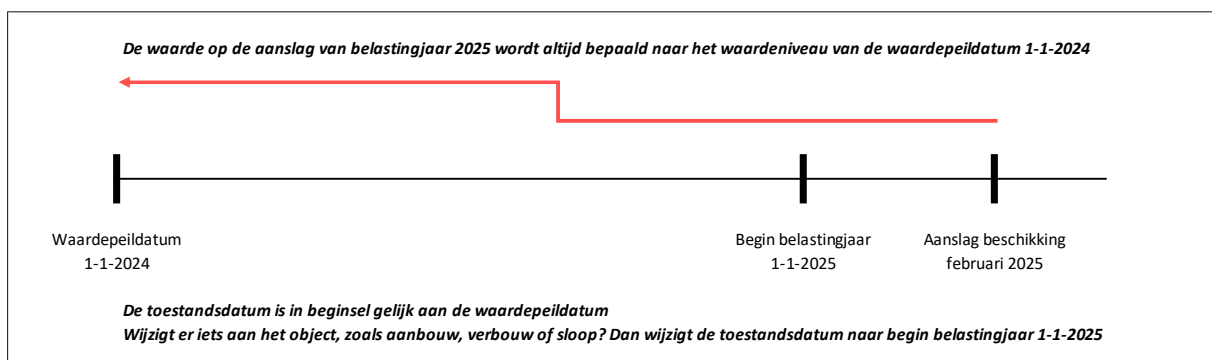 De waarde op de aanslag van belastingjaar 2025 wordt altijd bepaald naar het waardeniveau van de waardepeildatum 1-1-2024
Waardepeildatum
1-1-2024
Begin belastingjaar
1-1-2025
Aanslag beschikking
februari 2025
De toestandsdatum is in beginsel gelijk aan de waardepeildatum
Wijzigt er iets aan het object, zoals aanbouw, verbouw of sloop? Dan wijzigt de toestandsdatum naar begin belastingjaar 1-1-2025